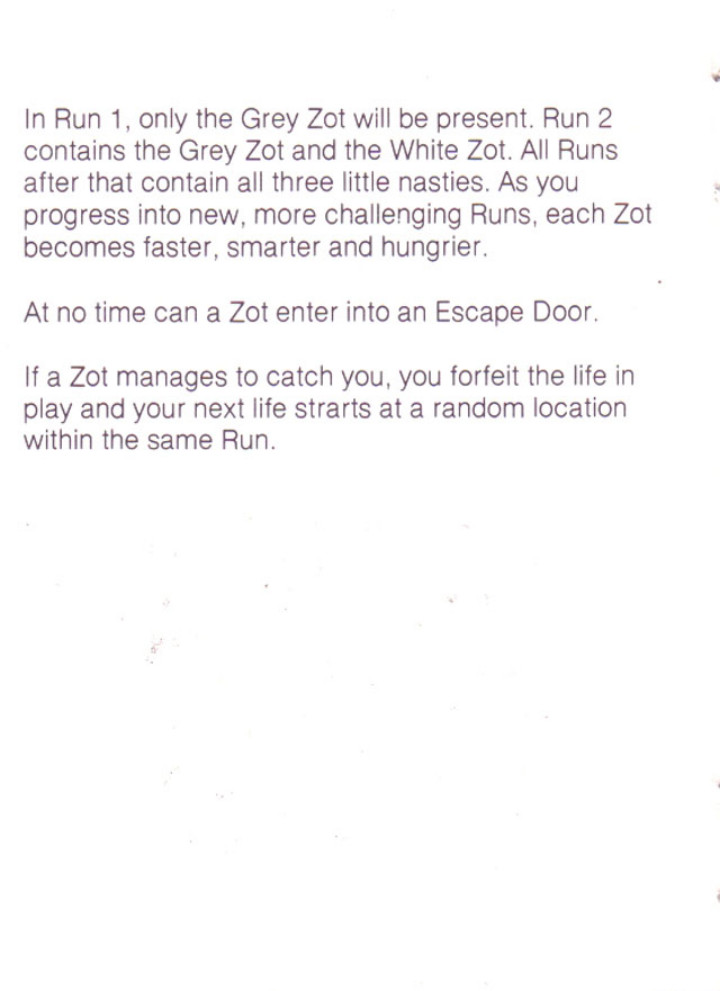 In Run 1, only the Grey Zot will be present. Run 2
contains the Grey Zot and the White Zot. All Runs
after that contain all three little nasties. As you
progress into new, more challenging Runs, each Zot
becomes faster, smarter and hungrier.
At no time can a Zot enter into an Escape Door.
If a Zot manages to catch you, you forfeit the life in
play and your next life strarts at a random location
within the same Run.